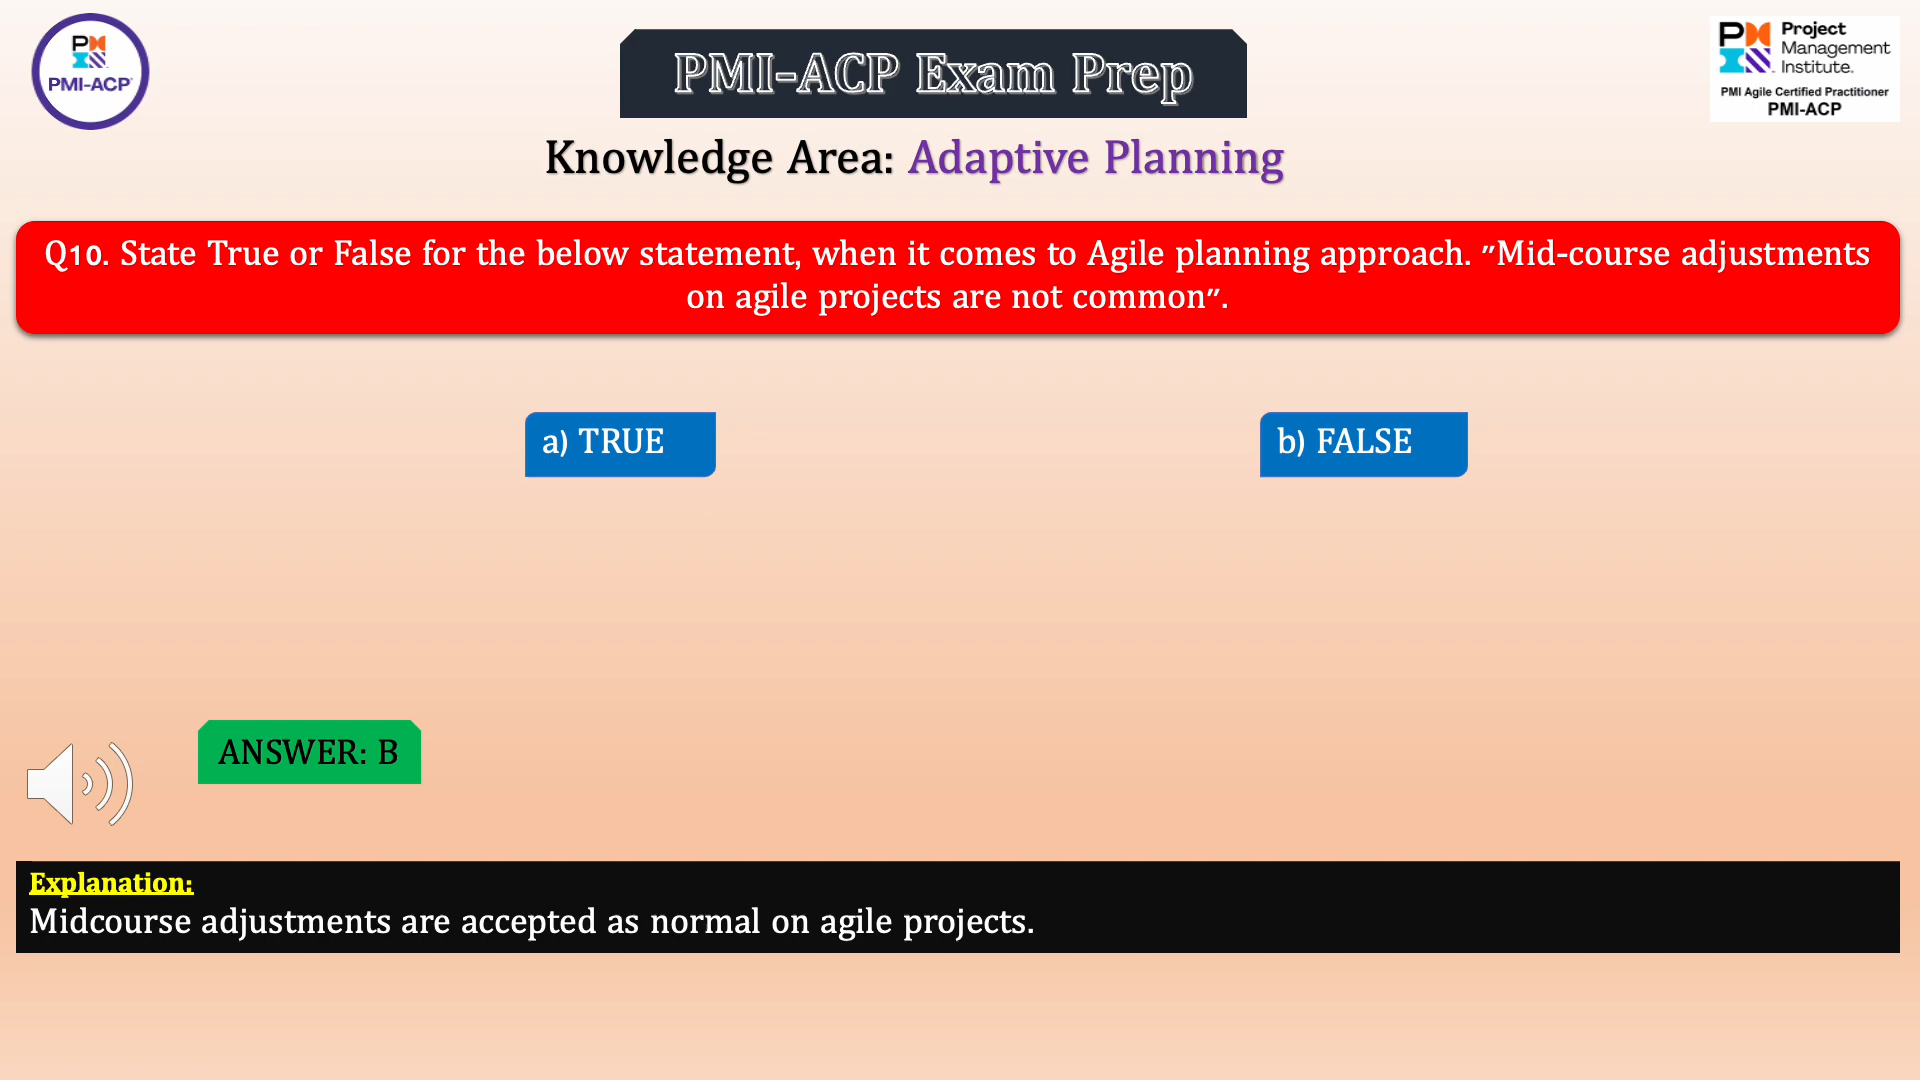 PMI-ACP
PMI-ACP Exam Prep
Project
Management
Institute.
PMI Agile Certified Practitioner
PMI-ACP
Knowledge Area: Adaptive Planning
Q10. State True or False for the below statement, when it comes to Agile planning approach. "Mid-course adjustments
on agile projects are not common".
a) TRUE
b) FALSE
ANSWER: B
Explanation:
Midcourse adjustments are accepted as normal on agile projects.